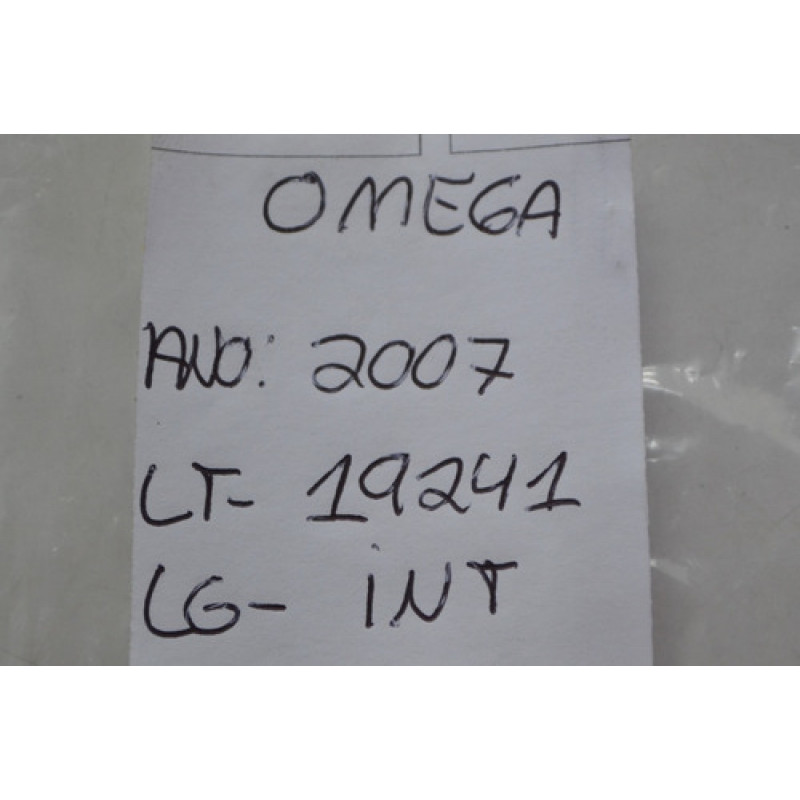 OMEGA
ANO: 2007
LT- 19241
LG- INT